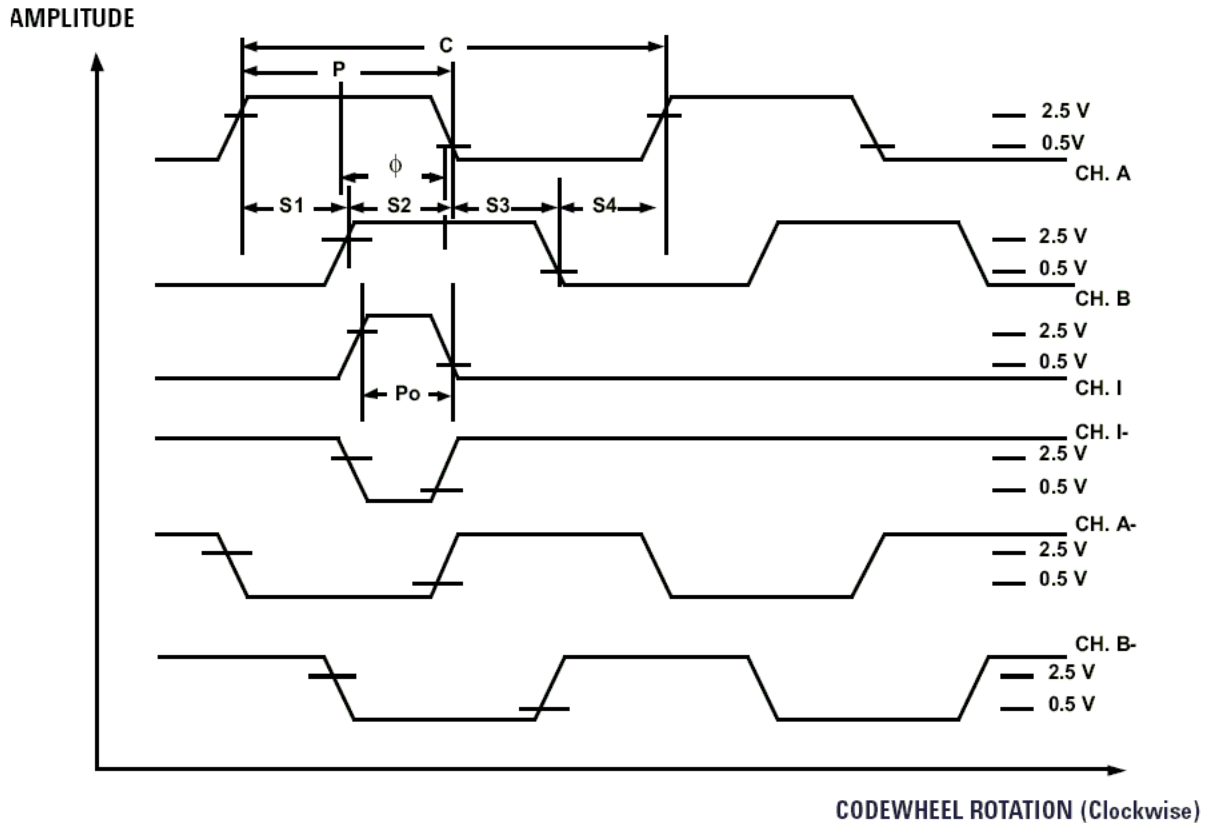 AMPLITUDE
C
P
2.5 V
0.5V
CH. A
ϕ
S1 S2 S3 S4
2.5 V
0.5 V
CH. B
2.5 V
0.5 V
CH. I
Po
CH. I-
2.5 V
0.5 V
CH. A-
2.5 V
0.5 V
CH. B-
2.5 V
0.5 V
CODEWHEEL ROTATION (Clockwise)